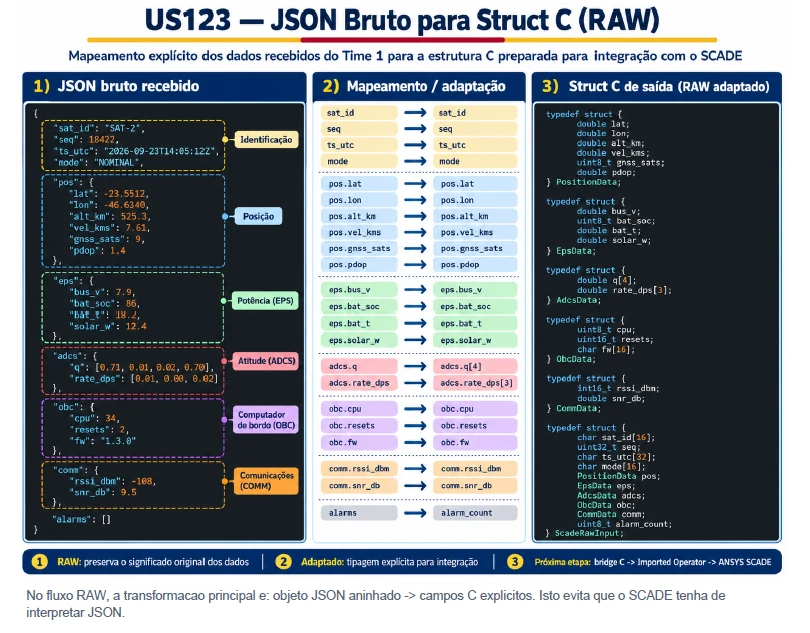 US123 — JSON Bruto para Struct C (RAW)
Mapeamento explícito dos dados recebidos do Time 1 para a estrutura C preparada para integração com o SCADE
1) JSON bruto recebido
{
"sat_id": "SAT-2",
"seq": 18422,
"ts_utc": "2026-09-23T14:05:12Z",
"mode": "NOMINAL",
Identificação
"pos": {
"lat": -23.5512,
"lon": -46.6340,
"alt_km": 525.3,
"vel_kms": 7.61,
"gnss_sats": 9,
"pdop": 1.4
},
Posição
"eps": {
"bus_v": 7.9,
"bat_soc": 86,
"bat_t": 18.2,
"solar_w": 12.4
},
Potência (EPS)
"adcs": {
"q": [0.71, 0.01, 0.02, 0.70],
"rate_dps": [0.01, 0.00, 0.02]
},
Atitude (ADCS)
"obc": {
"cpu": 34,
"resets": 2,
"fw": "1.3.0"
},
Computador
de bordo (OBC)
"comm": {
"rssi_dbm": -108,
"snr_db": 9.5
},
Comunicações
(COMM)
"alarms": []
}
2) Mapeamento / adaptação
sat_id → sat_id
seq → seq
ts_utc → ts_utc
mode → mode
pos.lat → pos.lat
pos.lon → pos.lon
pos.alt_km → pos.alt_km
pos.vel_kms → pos.vel_kms
pos.gnss_sats → pos.gnss_sats
pos.pdop → pos.pdop
eps.bus_v → eps.bus_v
eps.bat_soc → eps.bat_soc
eps.bat_t → eps.bat_t
eps.solar_w → eps.solar_w
adcs.q → adcs.q[4]
adcs.rate_dps → adcs.rate_dps[3]
obc.cpu → obc.cpu
obc.resets → obc.resets
obc.fw → obc.fw
comm.rssi_dbm → comm.rssi_dbm
comm.snr_db → comm.snr_db
alarms → alarm_count
3) Struct C de saída (RAW adaptado)
typedef struct {
double lat;
double lon;
double alt_km;
double vel_kms;
uint8_t gnss_sats;
double pdop;
} PositionData;
typedef struct {
double bus_v;
uint8_t bat_soc;
double bat_t;
double solar_w;
} EpsData;
typedef struct {
double q[4];
double rate_dps[3];
} AdcsData;
typedef struct {
uint8_t cpu;
uint16_t resets;
char fw[16];
} ObcData;
typedef struct {
int16_t rssi_dbm;
double snr_db;
} CommData;
typedef struct {
char sat_id[16];
uint32_t seq;
char ts_utc[32];
char mode[16];
PositionData pos;
EpsData eps;
AdcsData adcs;
ObcData obc;
CommData comm;
uint8_t alarm_count;
} ScadeRawInput;
1 RAW: preserva o significado original dos dados
2 Adaptado: tipagem explícita para integração
3 Próxima etapa: bridge C -> Imported Operator -> ANSYS SCADE
No fluxo RAW, a transformacao principal e: objeto JSON aninhado -> campos C explicitos. Isto evita que o SCADE tenha de
interpretar JSON.